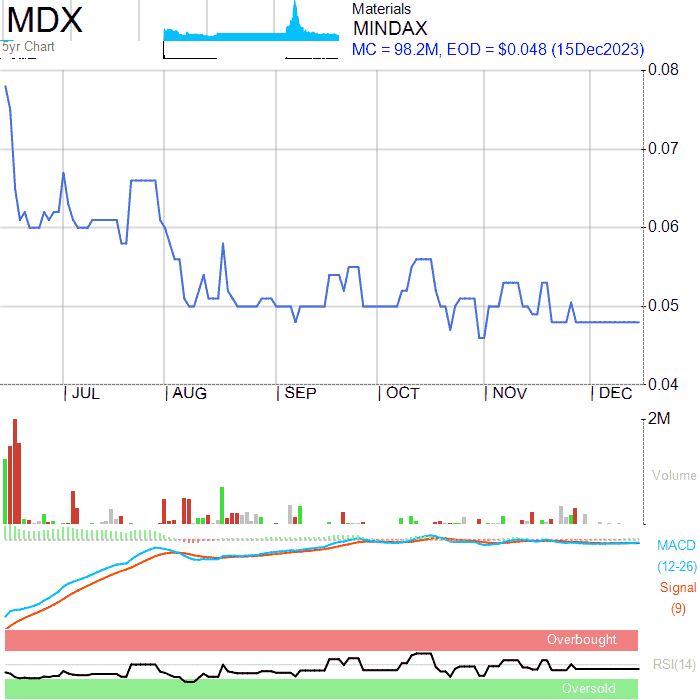 MDX
5yr Chart
Materials
MINDAX
MC = 98.2M, EOD = $0.048 (15Dec2023)
0.08
0.07
0.06
0.05
0.04
JUL AUG SEP OCT NOV DEC
2M
Volume
MACD
(12-26)
Signal
(9)
Overbought
RSI(14)
Oversold